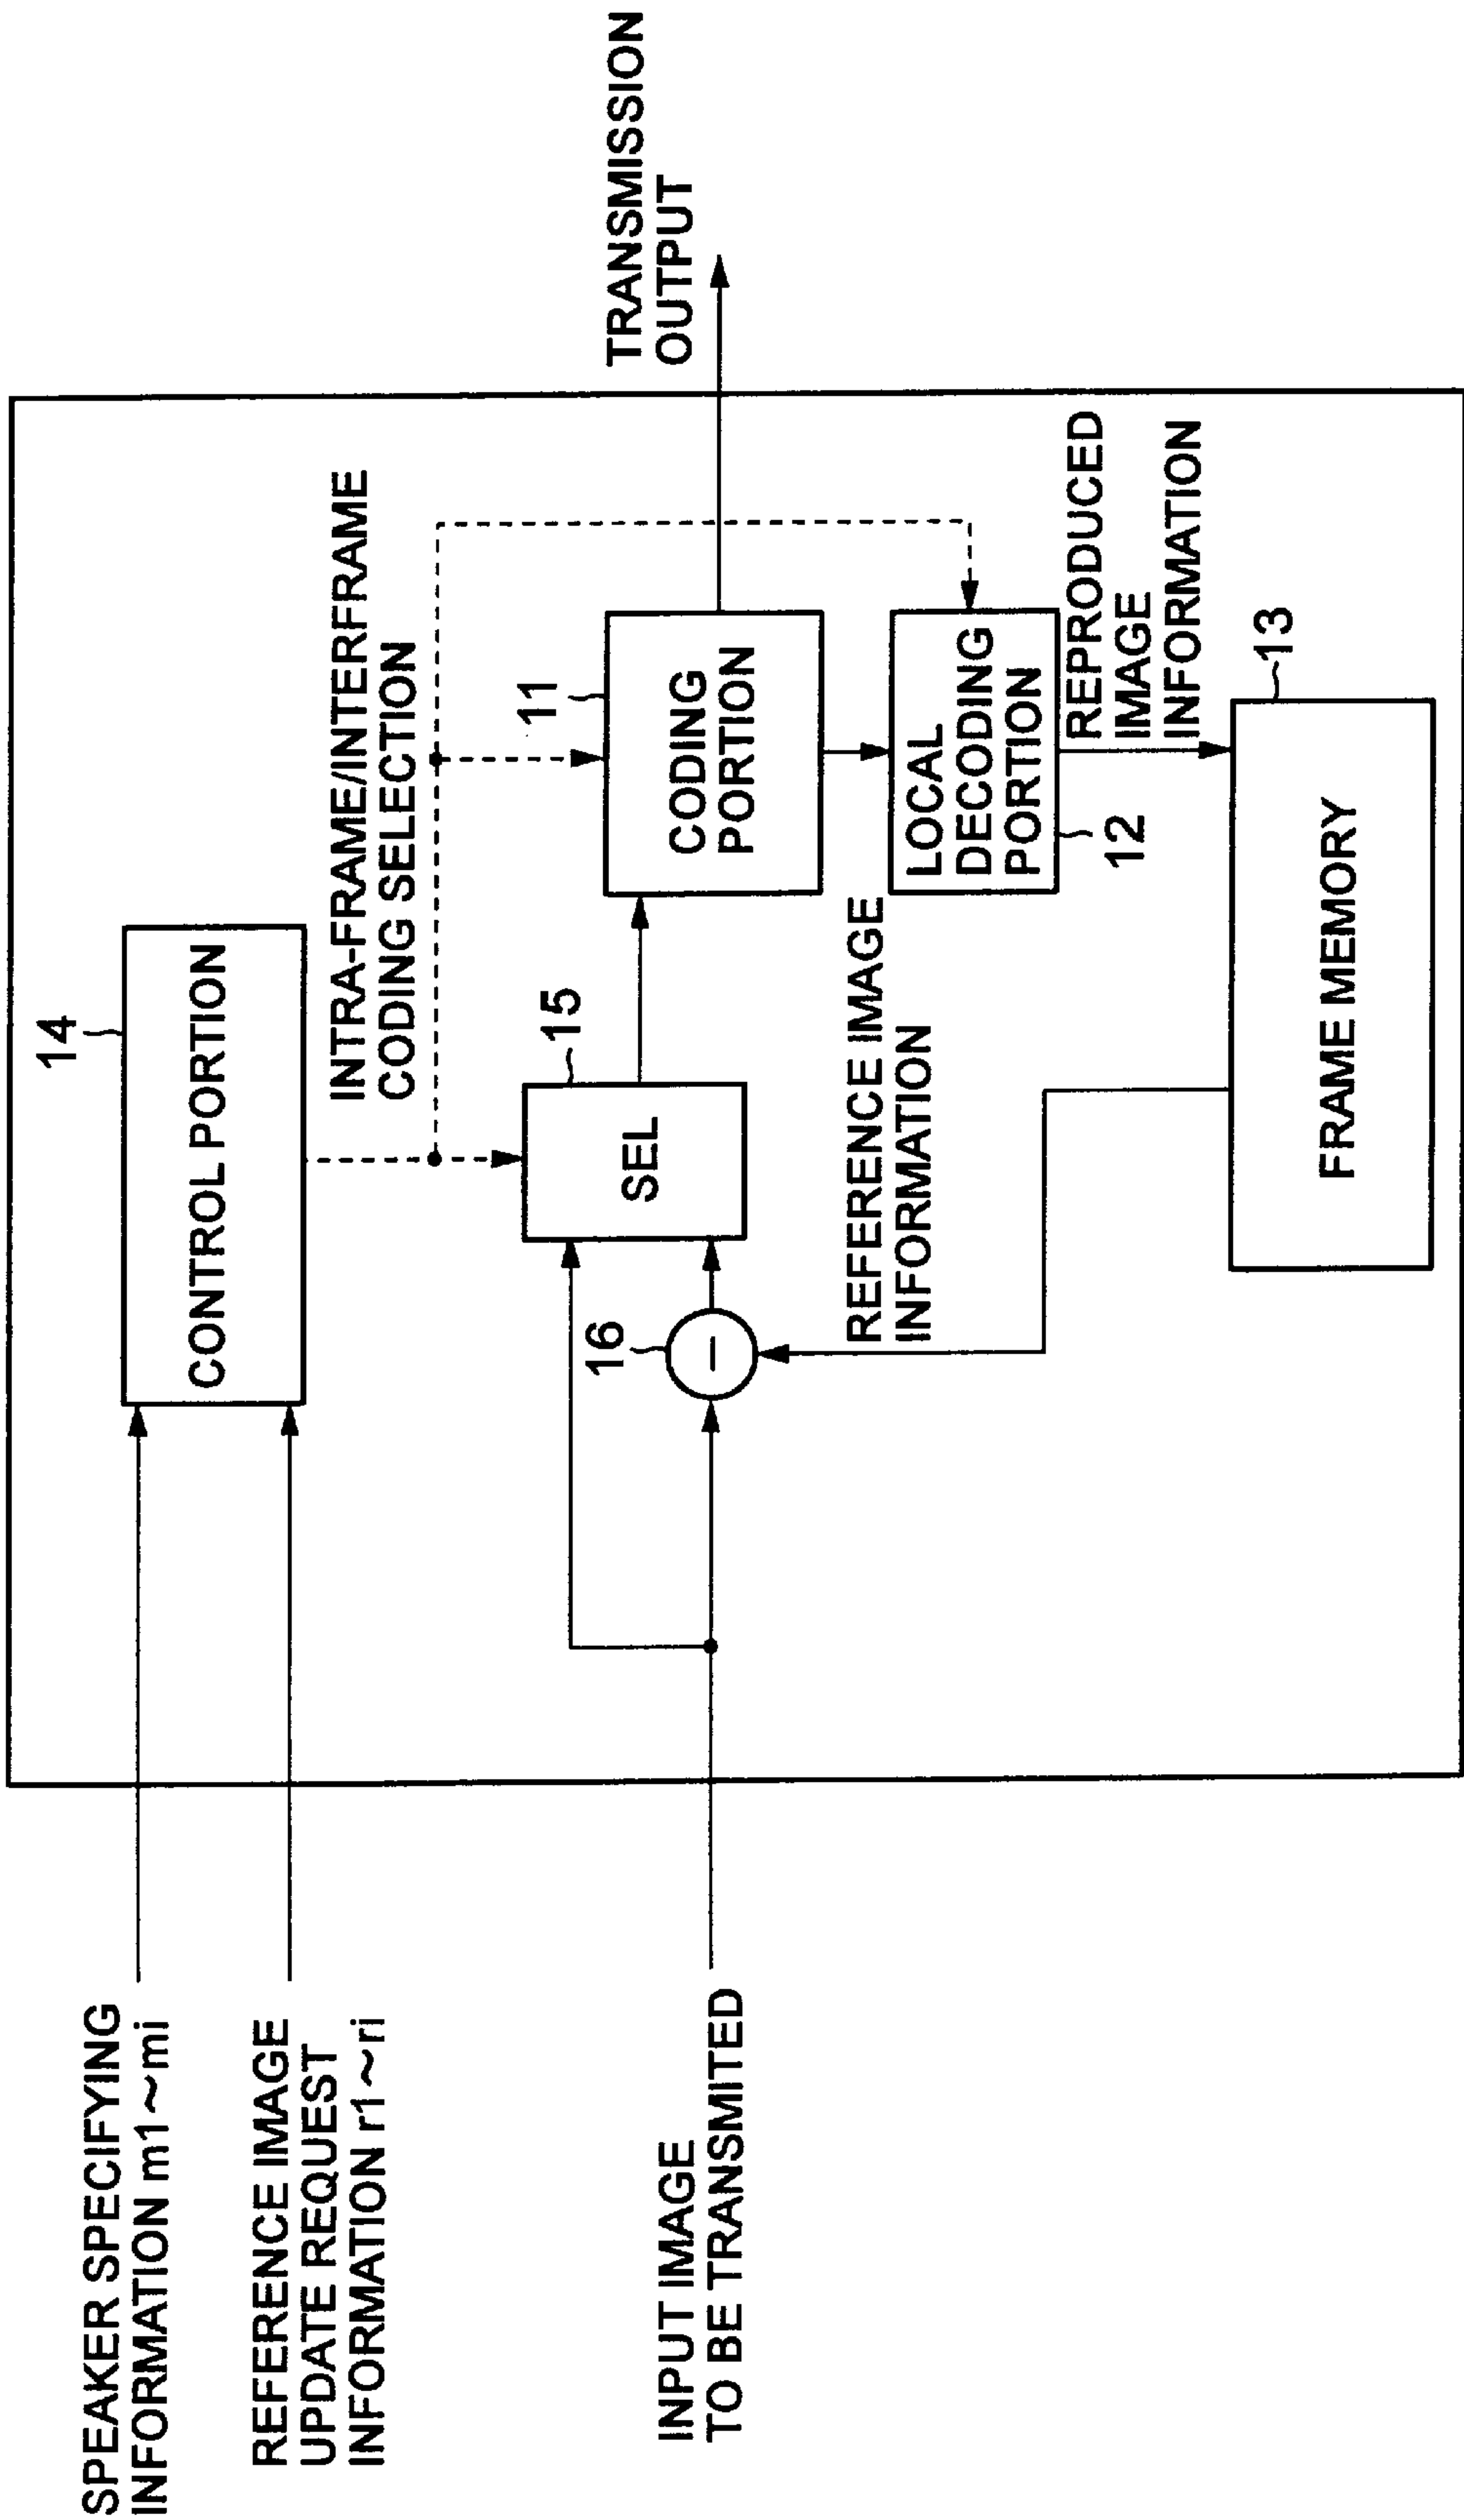 SPEAKER SPECIFYING
INFORMATION m1~mi
REFERENCE IMAGE
UPDATE REQUEST
INFORMATION r1~ri
INPUT IMAGE
TO BE TRANSMITED
14
CONTROL PORTION
INTRA-FRAME/INTERFRAME
CODING SELECTION
15
SEL
16
–
11
CODING
PORTION
TRANSMISSION
OUTPUT
LOCAL
DECODING
PORTION
12
REFERENCE IMAGE
INFORMATION
REPRODUCED
IMAGE
INFORMATION
13
FRAME MEMORY